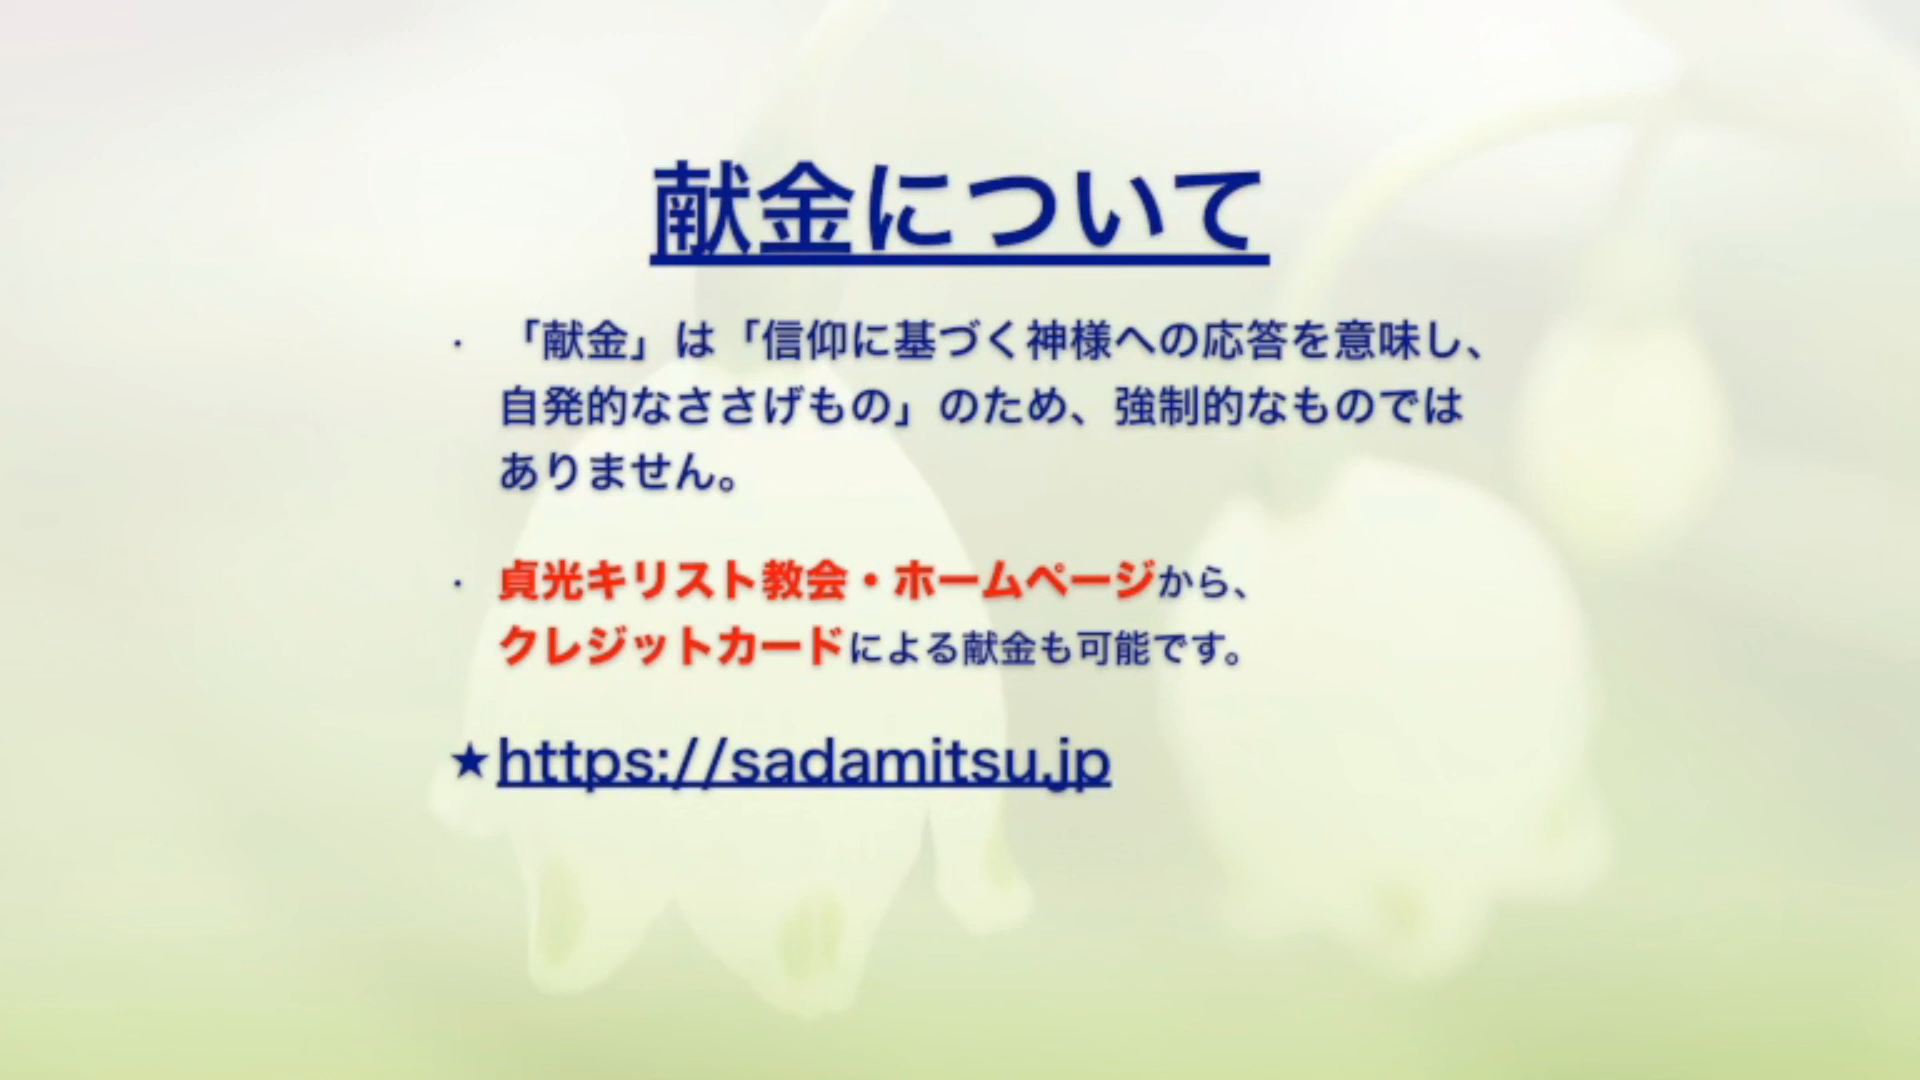 献金について
・「献金」は「信仰に基づく神様への応答を意味し、
自発的なささげもの」のため、強制的なものでは
ありません。
・貞光キリスト教会・ホームページから、
クレジットカードによる献金も可能です。
★https://sadamitsu.jp